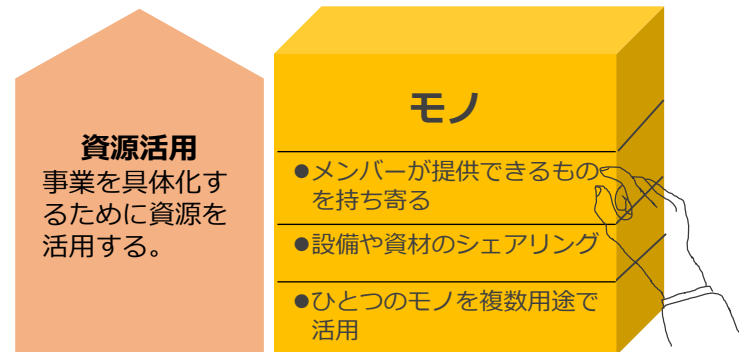 資源活用
事業を具体化す
るために資源を
活用する。
モノ
●メンバーが提供できるもの
を持ち寄る
●設備や資材のシェアリング
●ひとつのモノを複数用途で
活用